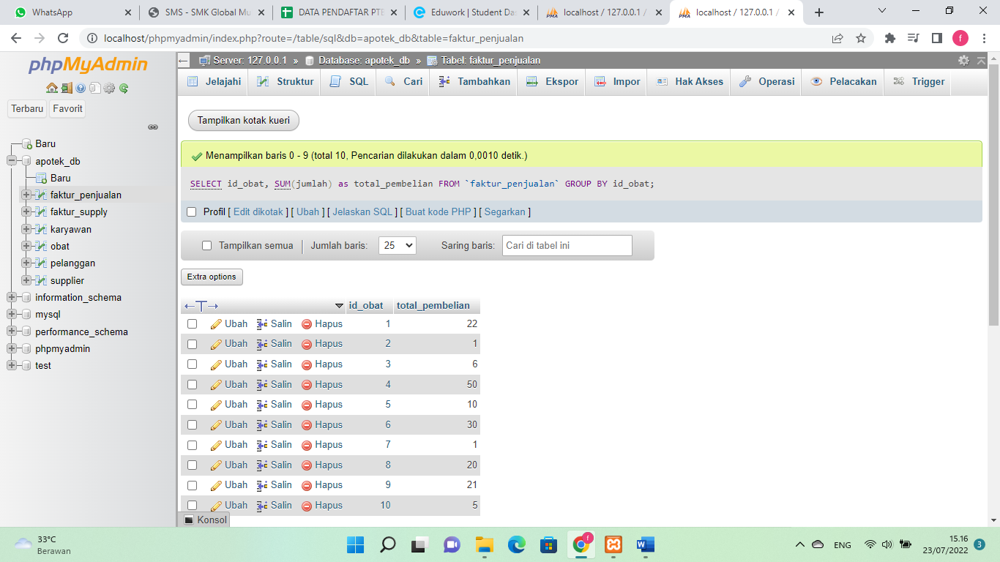 WhatsApp
SMS - SMK Global Mu
DATA PENDAFTAR PTE
Eduwork | Student Das
localhost / 127.0.0.1 /
localhost / 127.0.0.1 /
localhost/phpmyadmin/index.php?route=/table/sql&db=apotek_db&table=faktur_penjualan
f
phpMyAdmin
Terbaru Favorit
Baru
apotek_db
Baru
faktur_penjualan
faktur_supply
karyawan
obat
pelanggan
supplier
information_schema
mysql
performance_schema
phpmyadmin
test
Server: 127.0.0.1 » Database: apotek_db » Tabel: faktur_penjualan
Jelajahi Struktur SQL Cari Tambahkan Ekspor Impor Hak Akses Operasi Pelacakan Trigger
Tampilkan kotak kueri
Menampilkan baris 0 - 9 (total 10, Pencarian dilakukan dalam 0,0010 detik.)
SELECT id_obat, SUM(jumlah) as total_pembelian FROM `faktur_penjualan` GROUP BY id_obat;
Profil [ Edit dikotak ] [ Ubah ] [ Jelaskan SQL ] [ Buat kode PHP ] [ Segarkan ]
Tampilkan semua | Jumlah baris: 25 Saring baris: Cari di tabel ini
Extra options
←T→ id_obat total_pembelian
Ubah Salin Hapus 1 22
Ubah Salin Hapus 2 1
Ubah Salin Hapus 3 6
Ubah Salin Hapus 4 50
Ubah Salin Hapus 5 10
Ubah Salin Hapus 6 30
Ubah Salin Hapus 7 1
Ubah Salin Hapus 8 20
Ubah Salin Hapus 9 21
Ubah Salin Hapus 10 5
Konsol
33°C
Berawan
f
ENG
15.16
23/07/2022
3